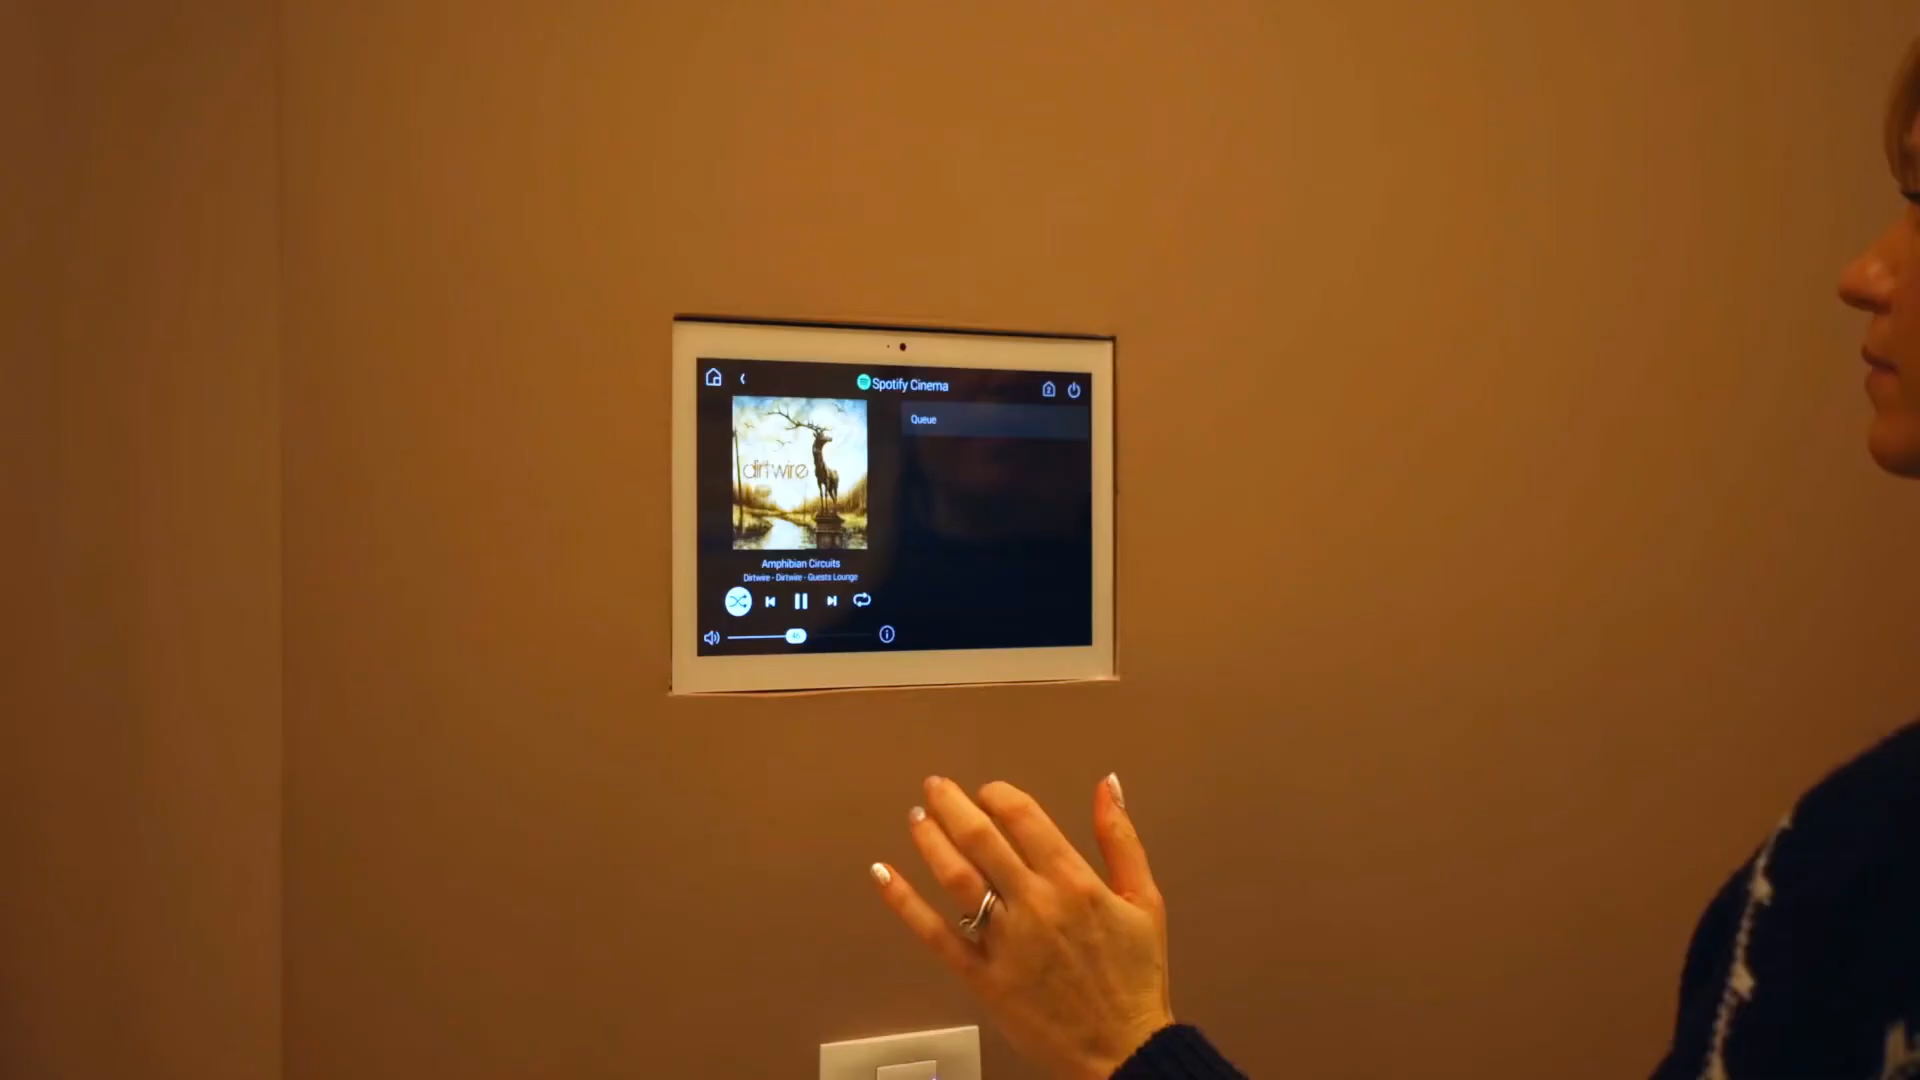 Spotify Cinema
Queue
dirtwire
Amphibian Circuits
Dirtwire - Dirtwire - Guests Lounge